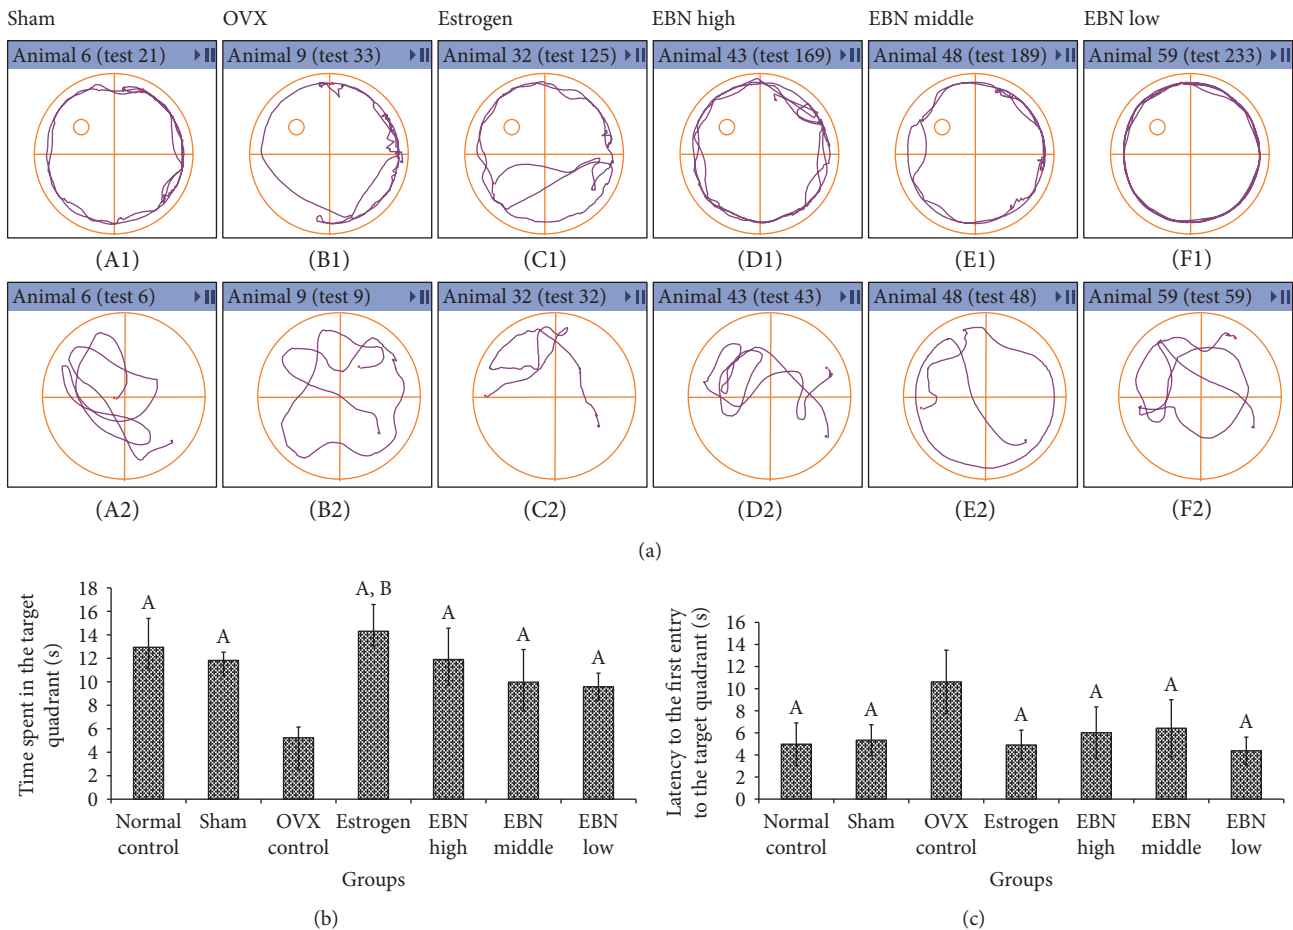 Sham OVX Estrogen EBN high EBN middle EBN low
Animal 6 (test 21) Animal 9 (test 33) Animal 32 (test 125) Animal 43 (test 169) Animal 48 (test 189) Animal 59 (test 233)
(A1) (B1) (C1) (D1) (E1) (F1)
Animal 6 (test 6) Animal 9 (test 9) Animal 32 (test 32) Animal 43 (test 43) Animal 48 (test 48) Animal 59 (test 59)
(A2) (B2) (C2) (D2) (E2) (F2)
(a)
Time spent in the target
quadrant (s)
18
16
14
12
10
8
6
4
2
0
A A A, B A A A
Normal Sham OVX Estrogen EBN EBN EBN
control control high middle low
Groups
(b)
Latency to the first entry
to the target quadrant (s)
16
14
12
10
8
6
4
2
0
A A A A A A
Normal Sham OVX Estrogen EBN EBN EBN
control control high middle low
Groups
(c)